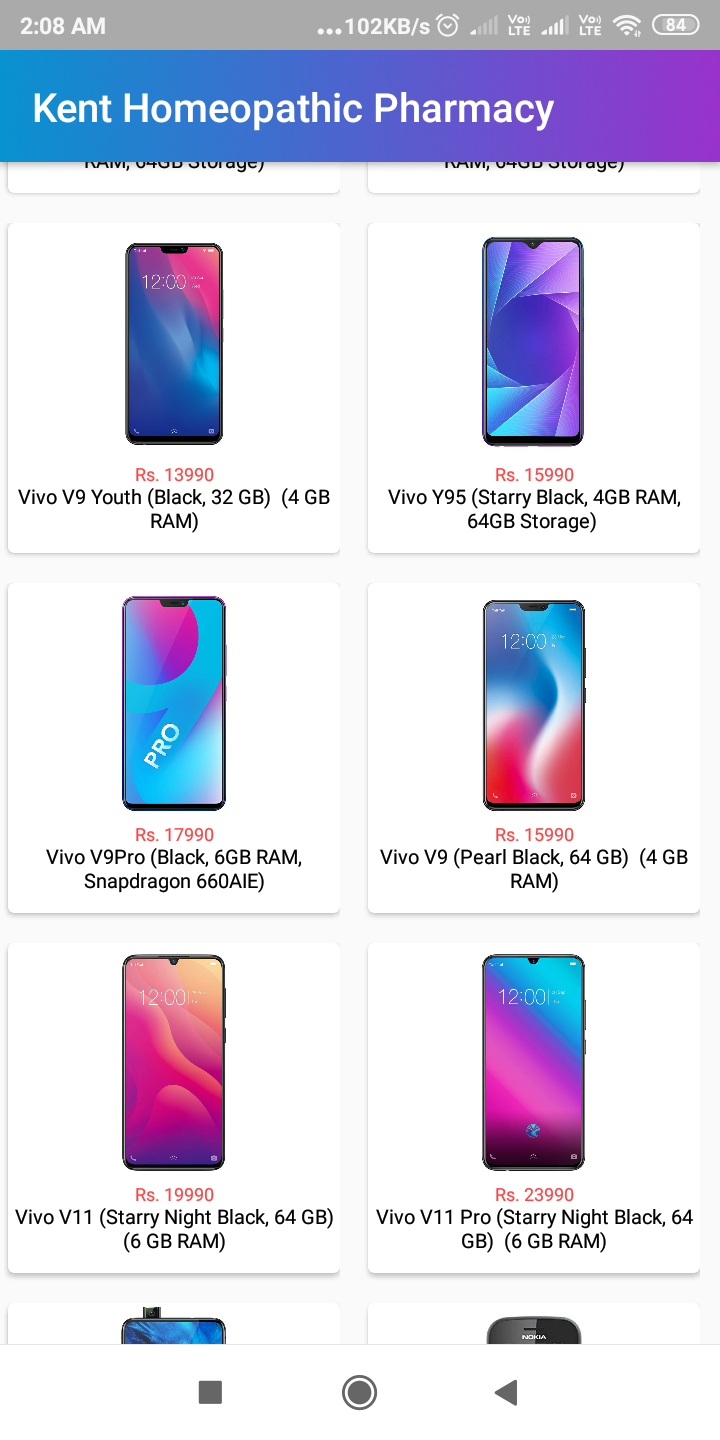 2:08 AM ...102KB/s Vo) LTE Vo) LTE 84
Kent Homeopathic Pharmacy
RAM, 64GB Storage) RAM, 64GB Storage)
12:00 12:00
Rs. 13990
Vivo V9 Youth (Black, 32 GB) (4 GB
RAM)
Rs. 15990
Vivo Y95 (Starry Black, 4GB RAM,
64GB Storage)
PRO
Rs. 17990
Vivo V9Pro (Black, 6GB RAM,
Snapdragon 660AIE)
Rs. 15990
Vivo V9 (Pearl Black, 64 GB) (4 GB
RAM)
12:00
Rs. 19990
Vivo V11 (Starry Night Black, 64 GB)
(6 GB RAM)
12:00
Rs. 23990
Vivo V11 Pro (Starry Night Black, 64
GB) (6 GB RAM)
NOKIA